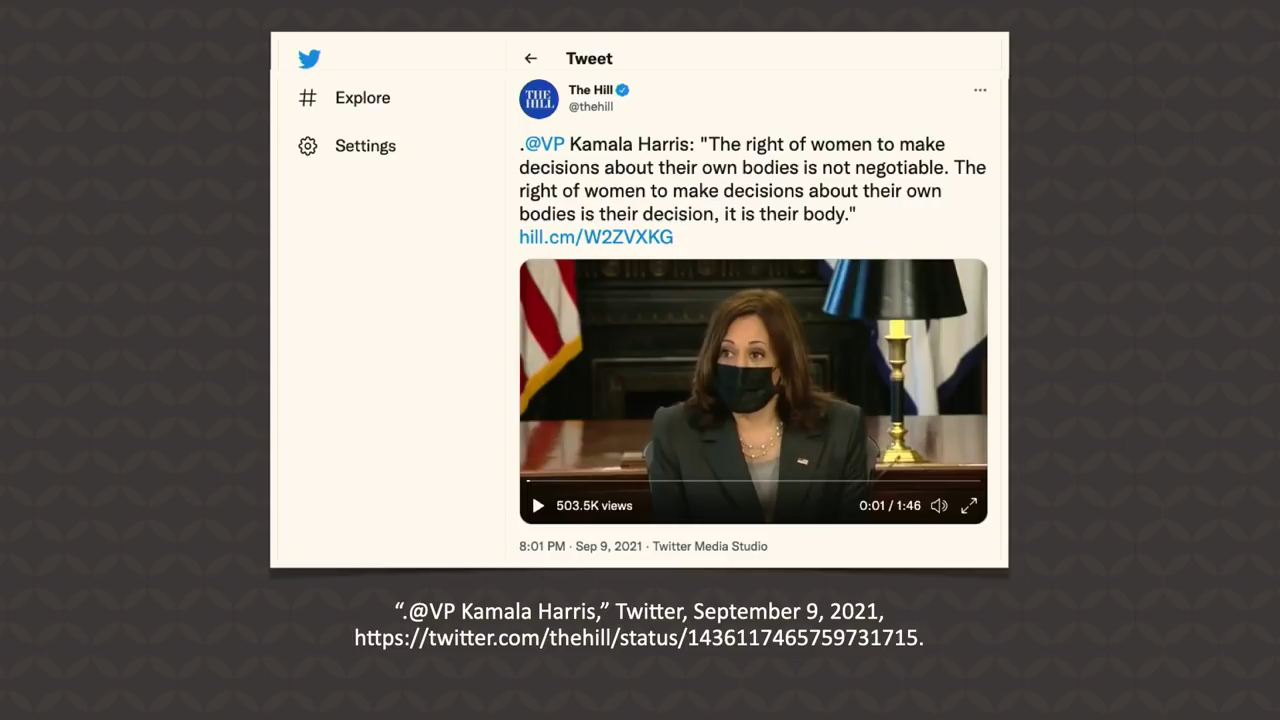 Tweet
Explore
Settings
THE HILL
The Hill
@thehill
.@VP Kamala Harris: "The right of women to make
decisions about their own bodies is not negotiable. The
right of women to make decisions about their own
bodies is their decision, it is their body."
hill.cm/W2ZVXKG
503.5K views
0:01 / 1:46
8:01 PM · Sep 9, 2021 · Twitter Media Studio
“.@VP Kamala Harris,” Twitter, September 9, 2021,
https://twitter.com/thehill/status/1436117465759731715.